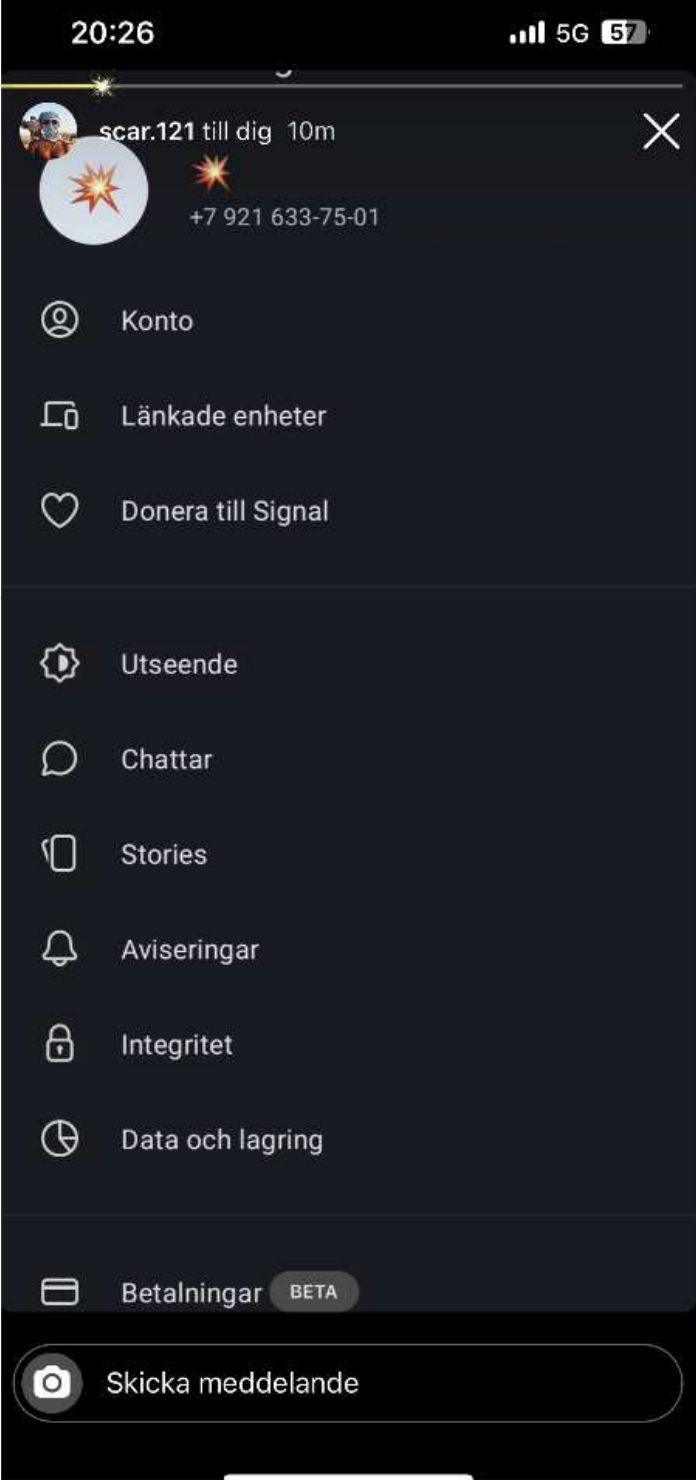 20:26
5G 57
scar.121 till dig 10m
+7 921 633-75-01
Konto
Länkade enheter
Donera till Signal
Utseende
Chattar
Stories
Aviseringar
Integritet
Data och lagring
Betalningar BETA
Skicka meddelande